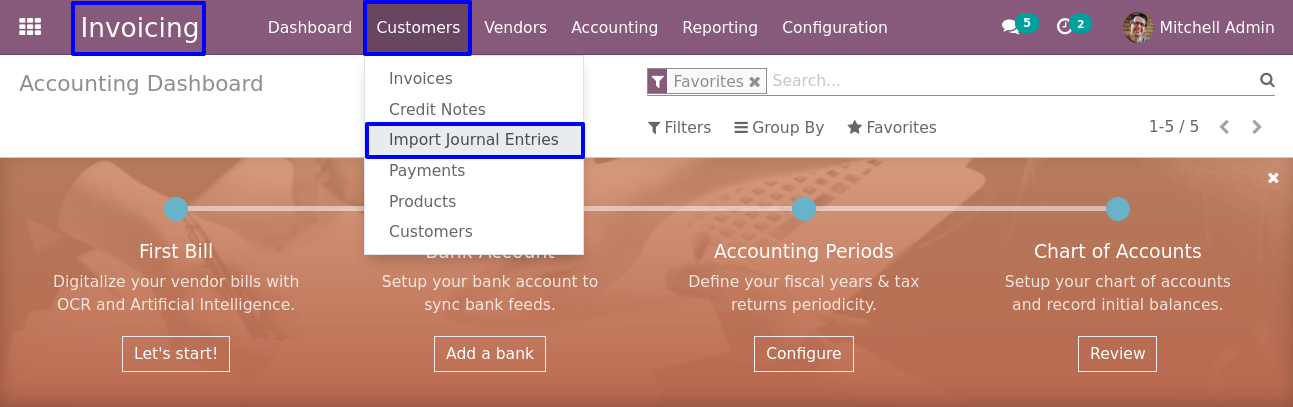 Invoicing Dashboard Customers Vendors Accounting Reporting Configuration 5 2 Mitchell Admin
Accounting Dashboard
Favorites Search...
Filters Group By Favorites 1-5 / 5
Invoices
Credit Notes
Import Journal Entries
Payments
Products
Customers
First Bill
Digitalize your vendor bills with
OCR and Artificial Intelligence.
Let's start!
Bank Account
Setup your bank account to
sync bank feeds.
Add a bank
Accounting Periods
Define your fiscal years & tax
returns periodicity.
Configure
Chart of Accounts
Setup your chart of accounts
and record initial balances.
Review